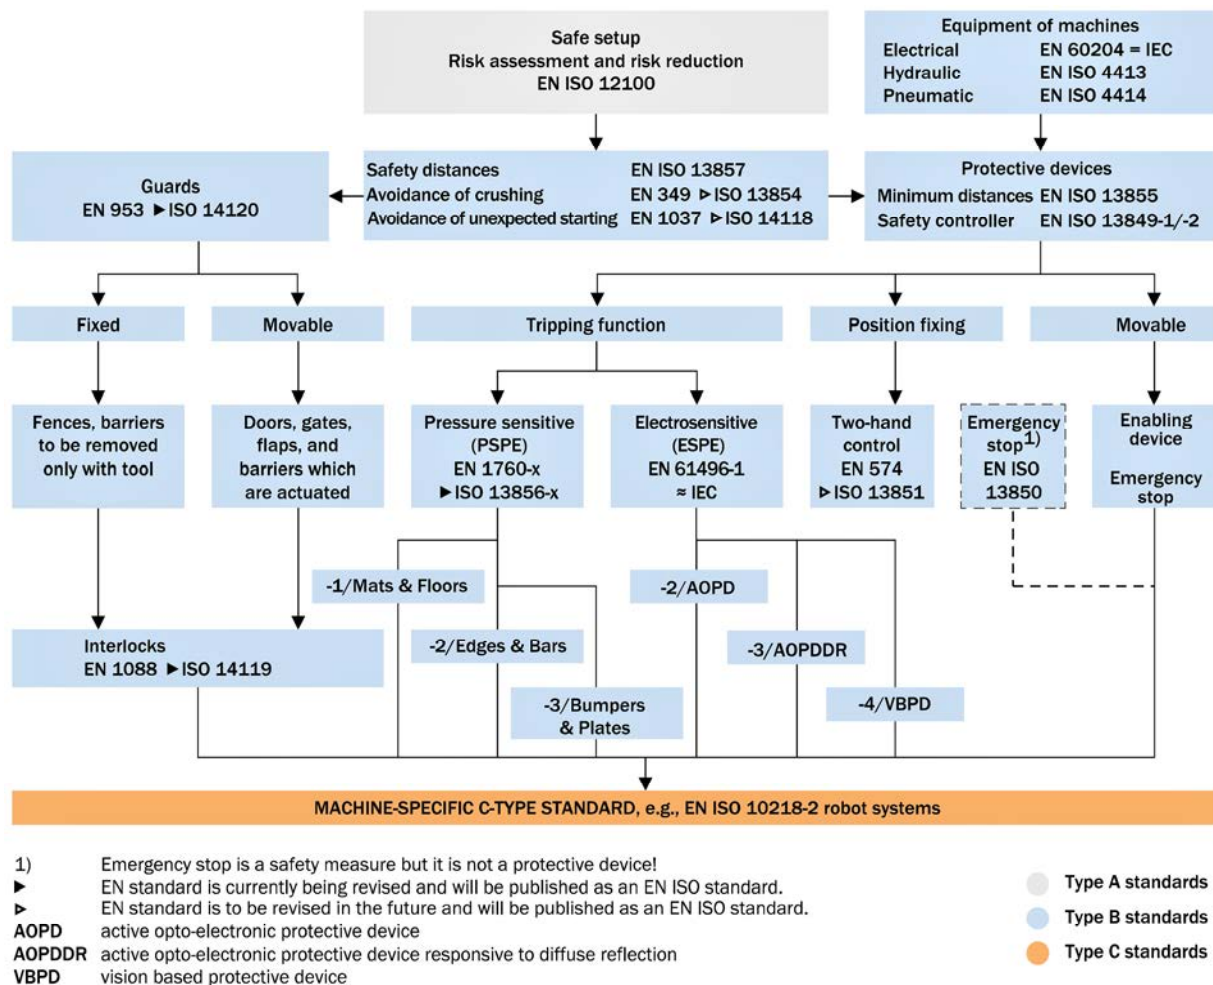 Safe setup
Risk assessment and risk reduction
EN ISO 12100
Equipment of machines
Electrical EN 60204 = IEC
Hydraulic EN ISO 4413
Pneumatic EN ISO 4414
Guards
EN 953 ►ISO 14120
Safety distances EN ISO 13857
Avoidance of crushing EN 349 ▹ISO 13854
Avoidance of unexpected starting EN 1037 ▹ISO 14118
Protective devices
Minimum distances EN ISO 13855
Safety controller EN ISO 13849-1/-2
Fixed
Movable
Tripping function
Position fixing
Movable
Fences, barriers
to be removed
only with tool
Doors, gates,
flaps, and
barriers which
are actuated
Pressure sensitive
(PSPE)
EN 1760-x
►ISO 13856-x
Electrosensitive
(ESPE)
EN 61496-1
≈ IEC
Two-hand
control
EN 574
▹ISO 13851
Emergency
stop1)
EN ISO
13850
Enabling
device
Emergency
stop
-1/Mats & Floors
-2/Edges & Bars
-3/Bumpers
& Plates
-2/AOPD
-3/AOPDDR
-4/VBPD
Interlocks
EN 1088 ►ISO 14119
MACHINE-SPECIFIC C-TYPE STANDARD, e.g., EN ISO 10218-2 robot systems
1) Emergency stop is a safety measure but it is not a protective device!
► EN standard is currently being revised and will be published as an EN ISO standard.
▹ EN standard is to be revised in the future and will be published as an EN ISO standard.
AOPD active opto-electronic protective device
AOPDDR active opto-electronic protective device responsive to diffuse reflection
VBPD vision based protective device
Type A standards
Type B standards
Type C standards